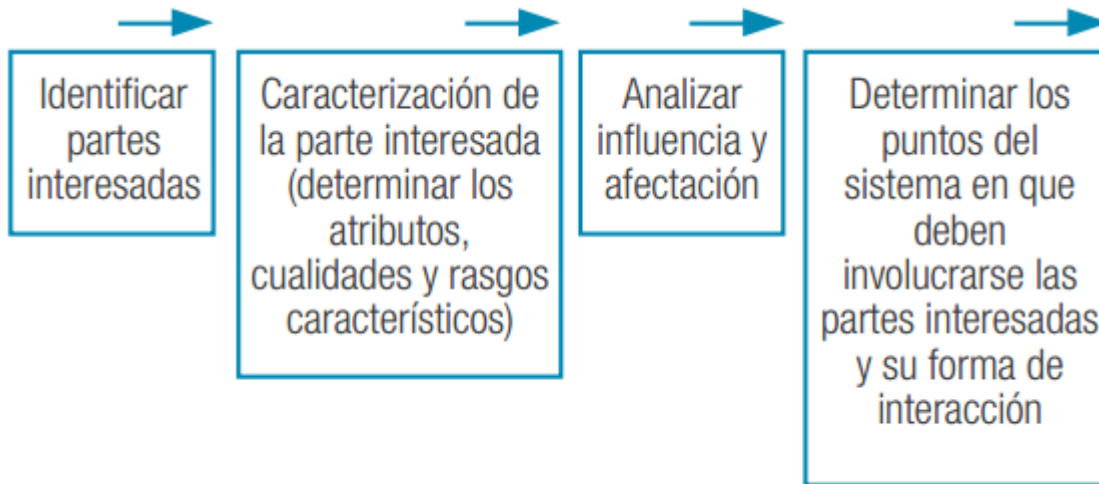 Identificar
partes
interesadas
Caracterización de
la parte interesada
(determinar los
atributos,
cualidades y rasgos
característicos)
Analizar
influencia y
afectación
Determinar los
puntos del
sistema en que
deben
involucrarse las
partes interesadas
y su forma de
interacción